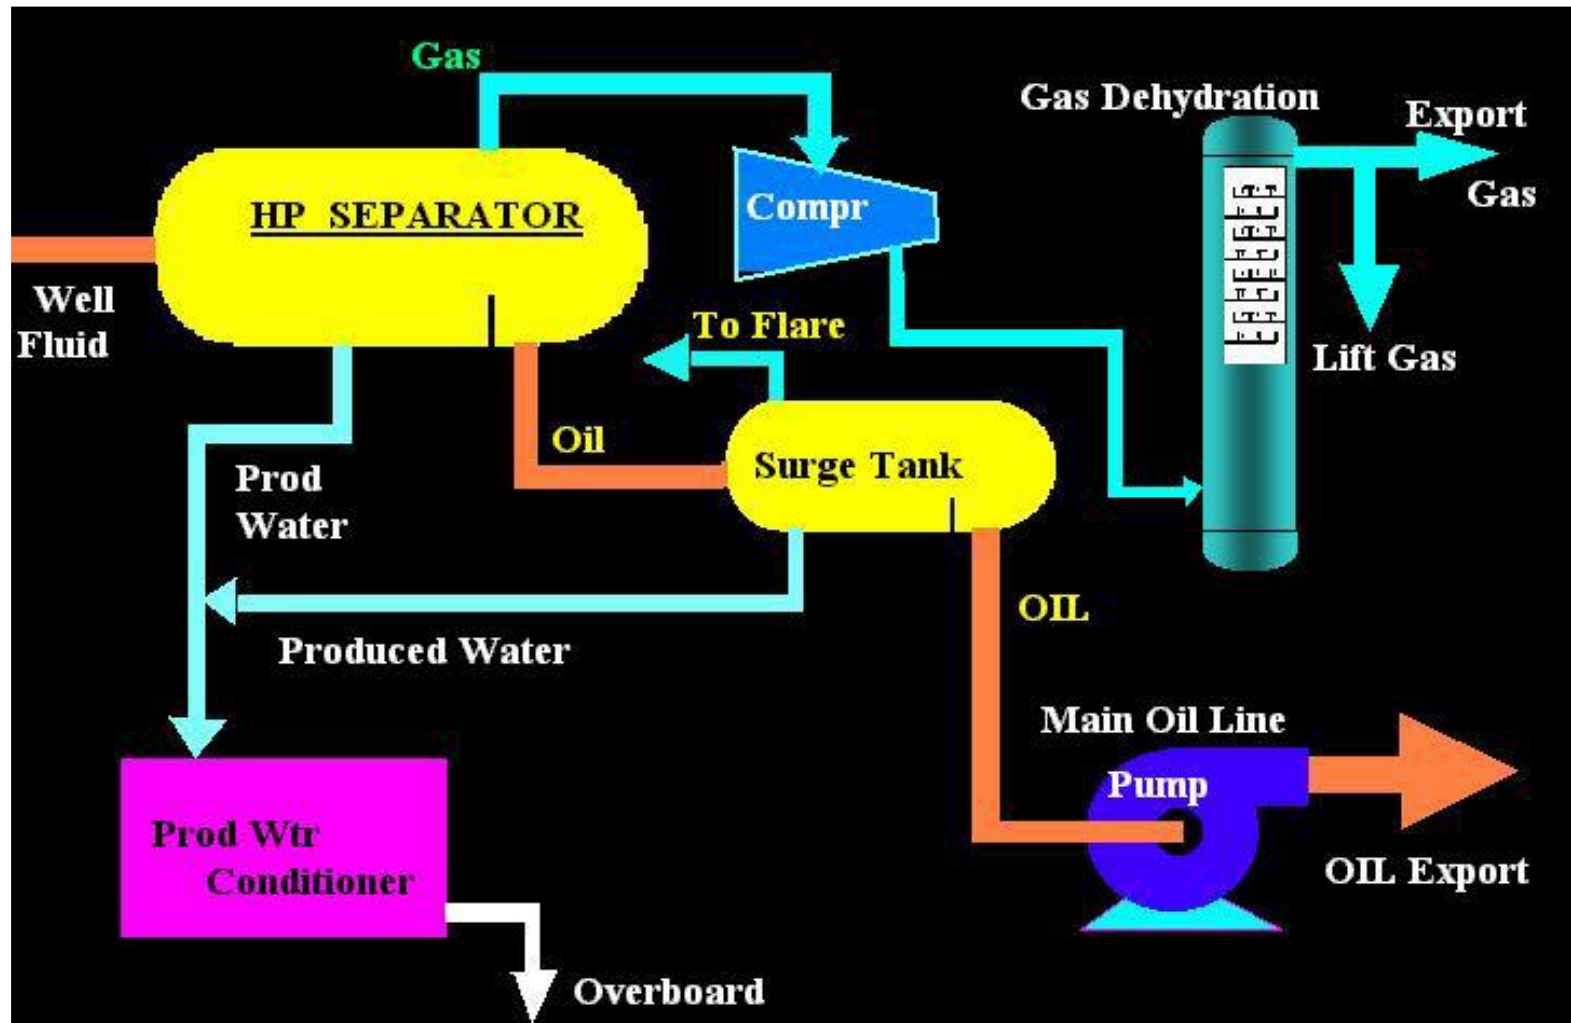 Gas
Gas Dehydration
Export
Gas
HP SEPARATOR
Compr
Well
Fluid
To Flare
Lift Gas
Oil
Surge Tank
Prod
Water
OIL
Produced Water
Main Oil Line
Pump
Prod Wtr
Conditioner
OIL Export
Overboard